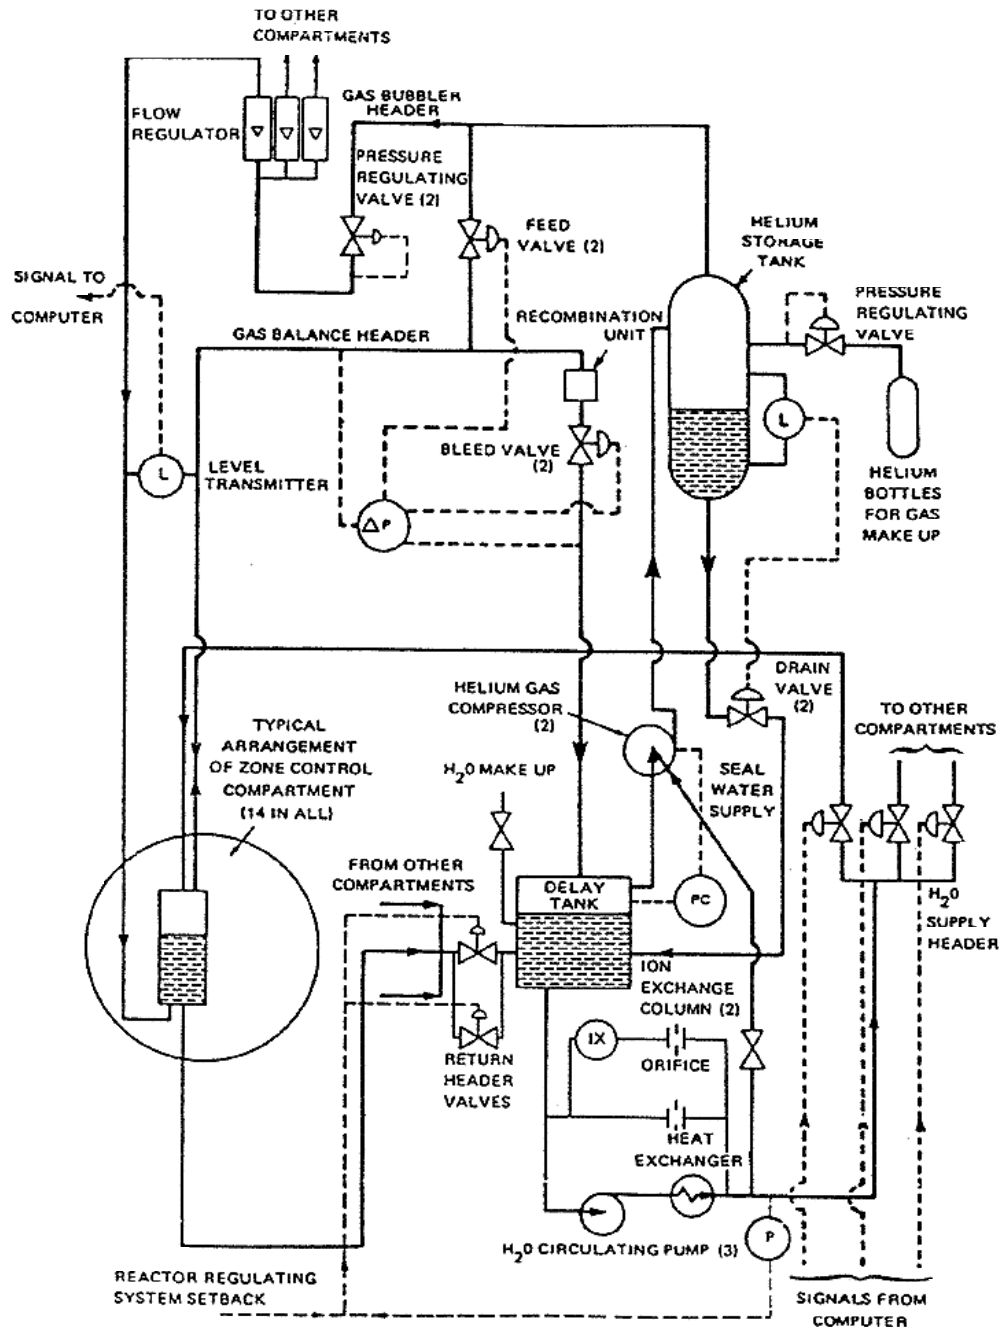 TO OTHER
COMPARTMENTS
FLOW
REGULATOR
GAS BUBBLER
HEADER
PRESSURE
REGULATING
VALVE (2)
FEED
VALVE (2)
HELIUM
STORAGE
TANK
SIGNAL TO
COMPUTER
PRESSURE
REGULATING
VALVE
GAS BALANCE HEADER
RECOMBINATION
UNIT
L
LEVEL
TRANSMITTER
BLEED VALVE
(2)
L
HELIUM
BOTTLES
FOR GAS
MAKE UP
Δ P
DRAIN
VALVE
(2)
HELIUM GAS
COMPRESSOR
(2)
TO OTHER
COMPARTMENTS
TYPICAL
ARRANGEMENT
OF ZONE CONTROL
COMPARTMENT
(14 IN ALL)
H2O MAKE UP
SEAL
WATER
SUPPLY
FROM OTHER
COMPARTMENTS
DELAY
TANK
PC
H2O
SUPPLY
HEADER
ION
EXCHANGE
COLUMN (2)
IX
ORIFICE
RETURN
HEADER
VALVES
HEAT
EXCHANGER
H2O CIRCULATING PUMP (3)
P
REACTOR REGULATING
SYSTEM SETBACK
SIGNALS FROM
COMPUTER